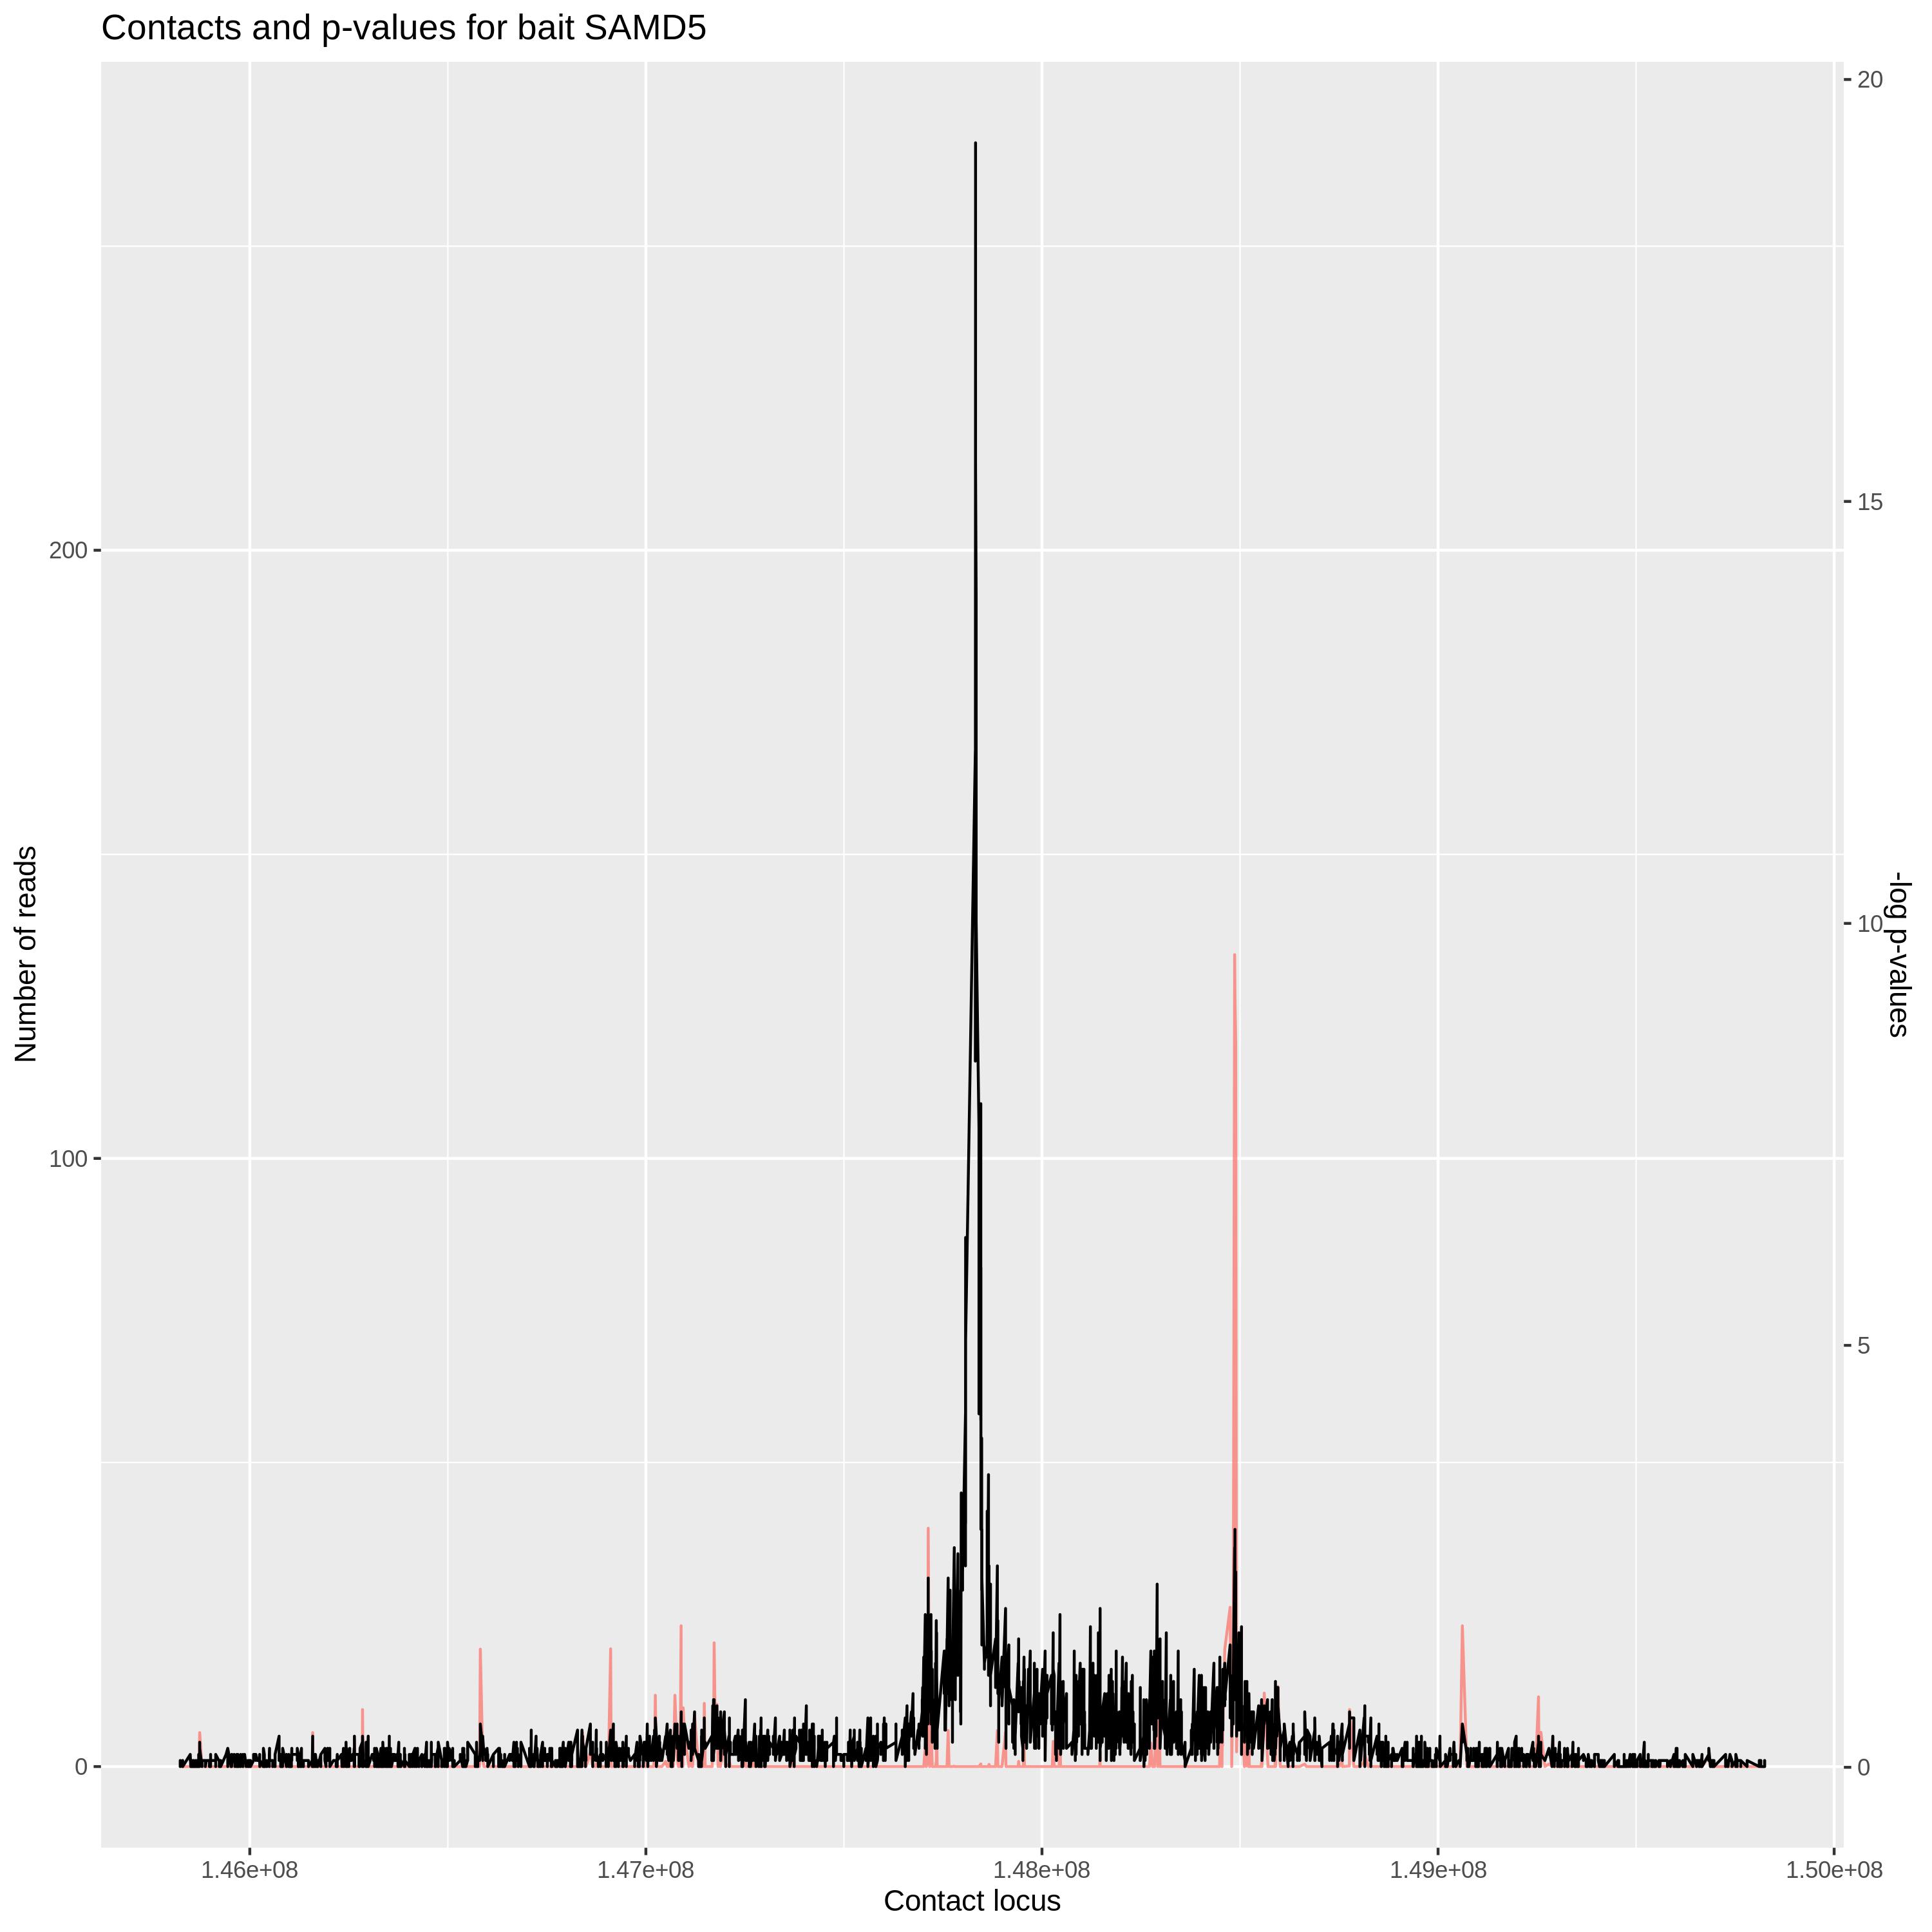 Contacts and p-values for bait SAMD5
Number of reads
200
100
0
20
15
10
5
0
-log p-values
1.46e+08
1.47e+08
1.48e+08
1.49e+08
1.50e+08
Contact locus